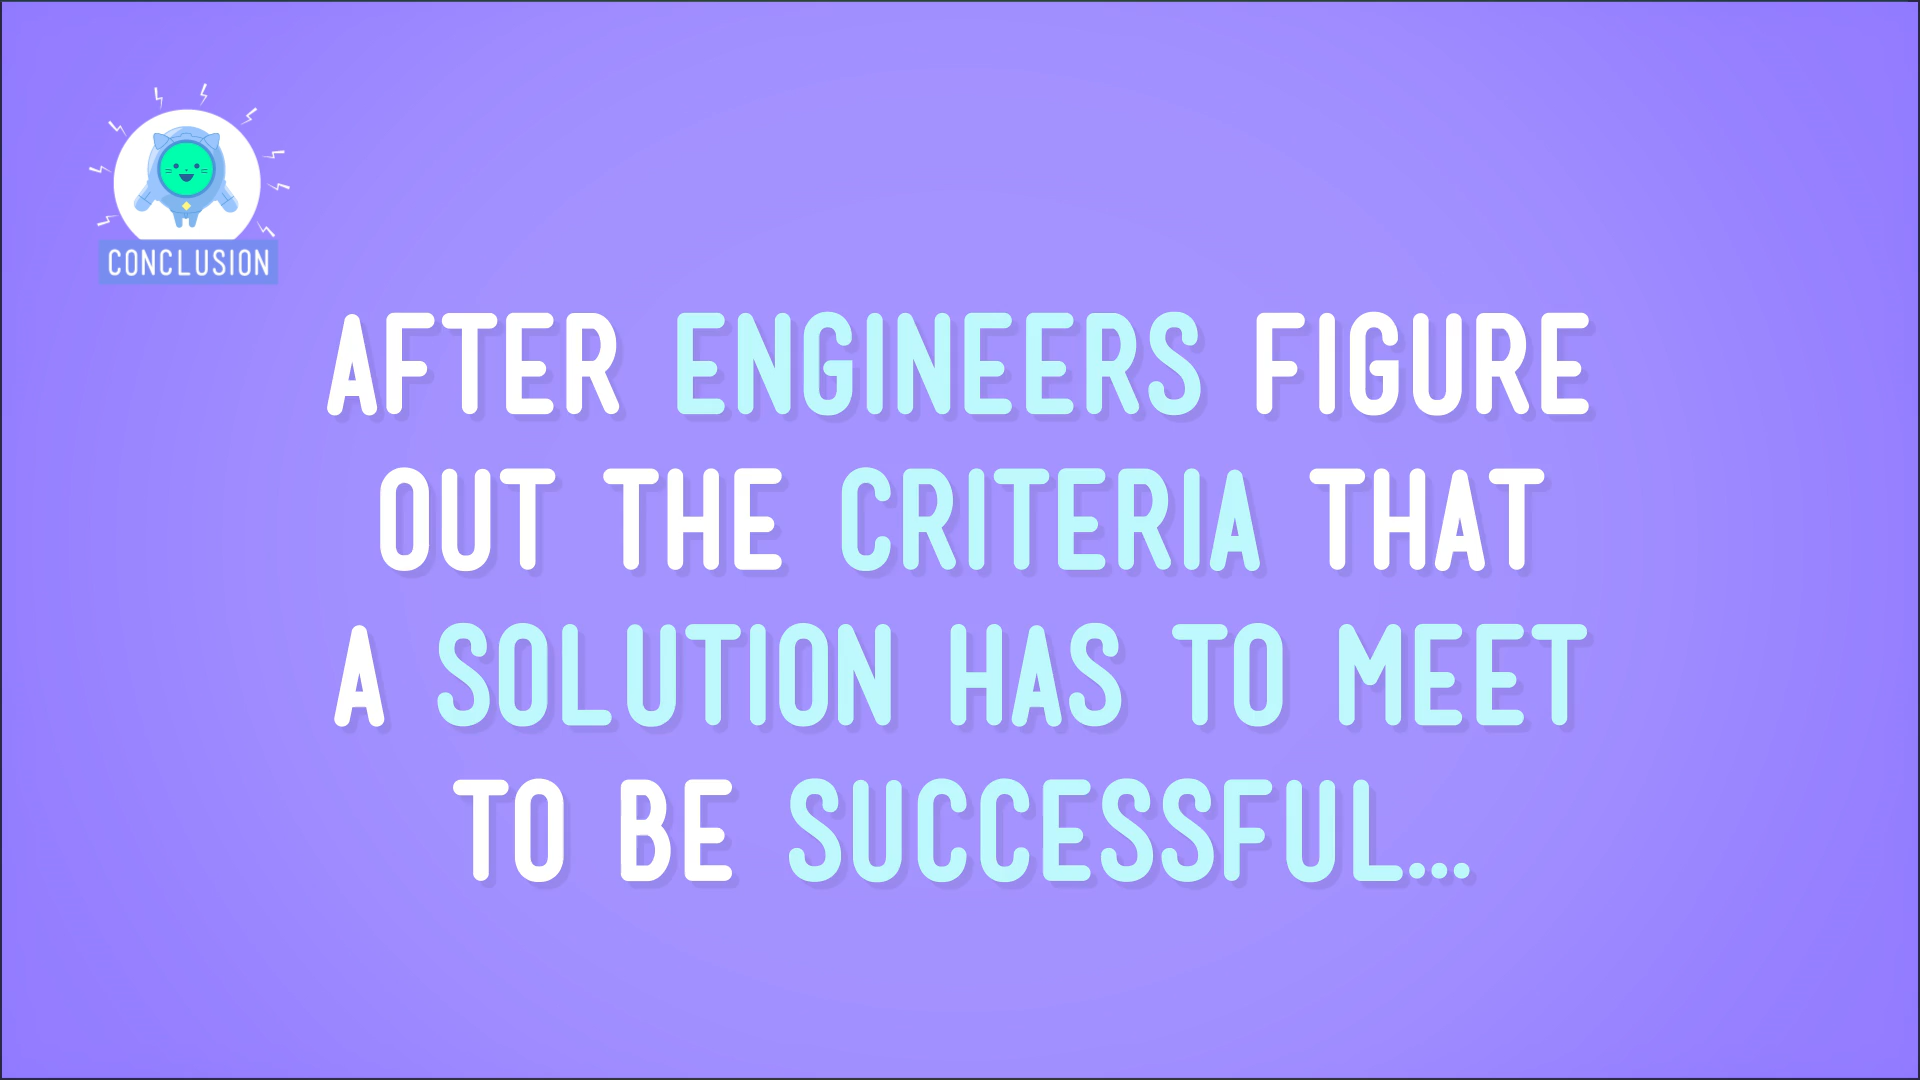 CONCLUSION
AFTER ENGINEERS FIGURE
OUT THE CRITERIA THAT
A SOLUTION HAS TO MEET
TO BE SUCCESSFUL...